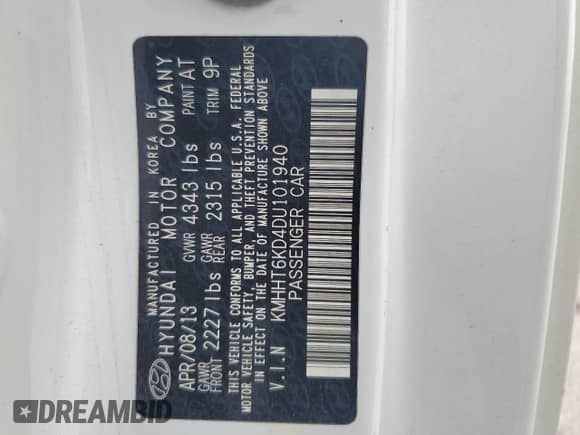 MANUFACTURED IN KOREA BY
HYUNDAI MOTOR COMPANY
APR/08/13 GVWR 4343 lbs PAINT AT
GAWR FRONT 2227 lbs GAWR REAR 2315 lbs TRIM 9P
THIS VEHICLE CONFORMS TO ALL APPLICABLE U.S.A. FEDERAL
MOTOR VEHICLE SAFETY, BUMPER, AND THEFT PREVENTION STANDARDS
IN EFFECT ON THE DATE OF MANUFACTURE SHOWN ABOVE
V.I.N KMHHT6KD4DU101940
PASSENGER CAR
DREAMBID